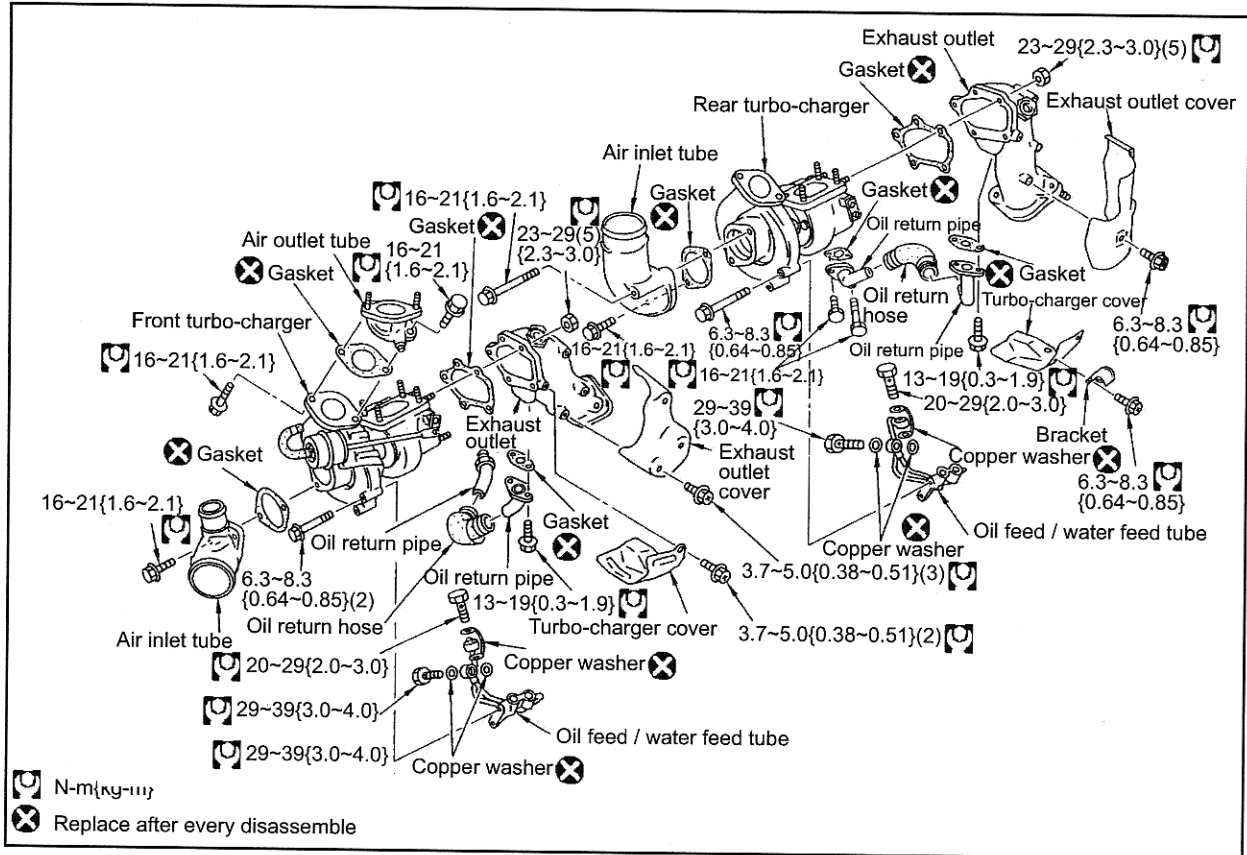 Exhaust outlet
23~29{2.3~3.0}(5)
Gasket
Rear turbo-charger
Exhaust outlet cover
Air inlet tube
16~21{1.6~2.1}
Gasket
Gasket
Gasket
23~29(5)
{2.3~3.0}
Oil return pipe
Air outlet tube
16~21
{1.6~2.1}
Gasket
Gasket
Oil return
hose
Turbo-charger cover
Front turbo-charger
6.3~8.3
{0.64~0.85}
Oil return pipe
6.3~8.3
{0.64~0.85}
16~21{1.6~2.1}
16~21{1.6~2.1}
16~21{1.6~2.1}
13~19{0.3~1.9}
20~29{2.0~3.0}
29~39
{3.0~4.0}
Exhaust
outlet
Exhaust
outlet
cover
Bracket
Copper washer
Gasket
6.3~8.3
{0.64~0.85}
16~21{1.6~2.1}
Oil return pipe
Gasket
Oil feed / water feed tube
Copper washer
3.7~5.0{0.38~0.51}(3)
6.3~8.3
{0.64~0.85}(2)
Oil return pipe
13~19{0.3~1.9}
Air inlet tube
Oil return hose
Turbo-charger cover
3.7~5.0{0.38~0.51}(2)
20~29{2.0~3.0}
Copper washer
29~39{3.0~4.0}
Oil feed / water feed tube
29~39{3.0~4.0}
Copper washer
N-m
Replace after every disassemble